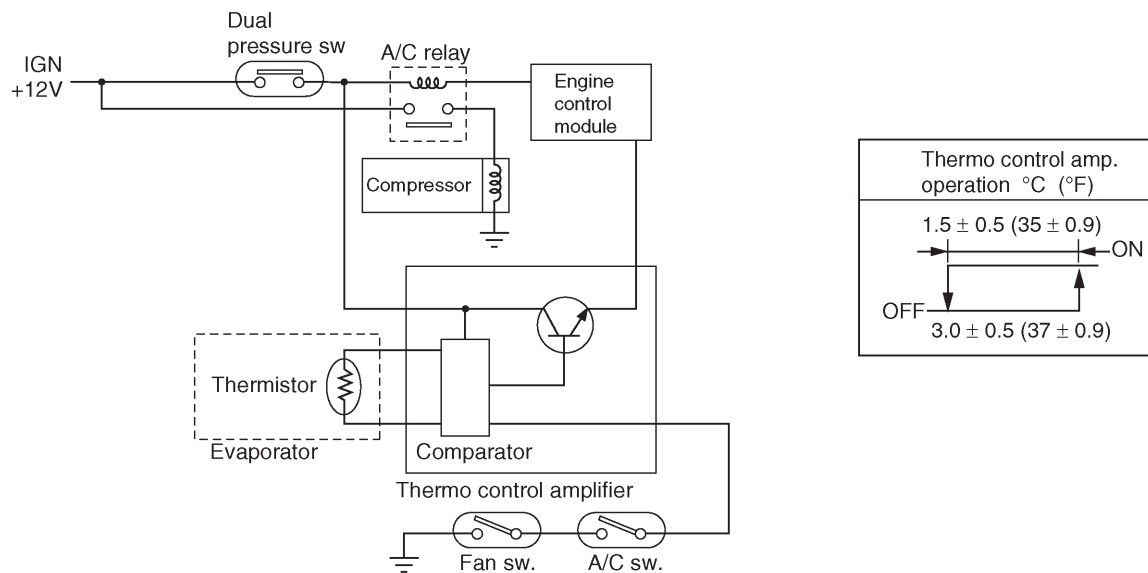 Dual
pressure sw
A/C relay
IGN
+12V
Engine
control
module
Compressor
Thermistor
Evaporator
Comparator
Thermo control amplifier
Fan sw.
A/C sw.
Thermo control amp.
operation °C (°F)
1.5 ± 0.5 (35 ± 0.9)
ON
OFF
3.0 ± 0.5 (37 ± 0.9)